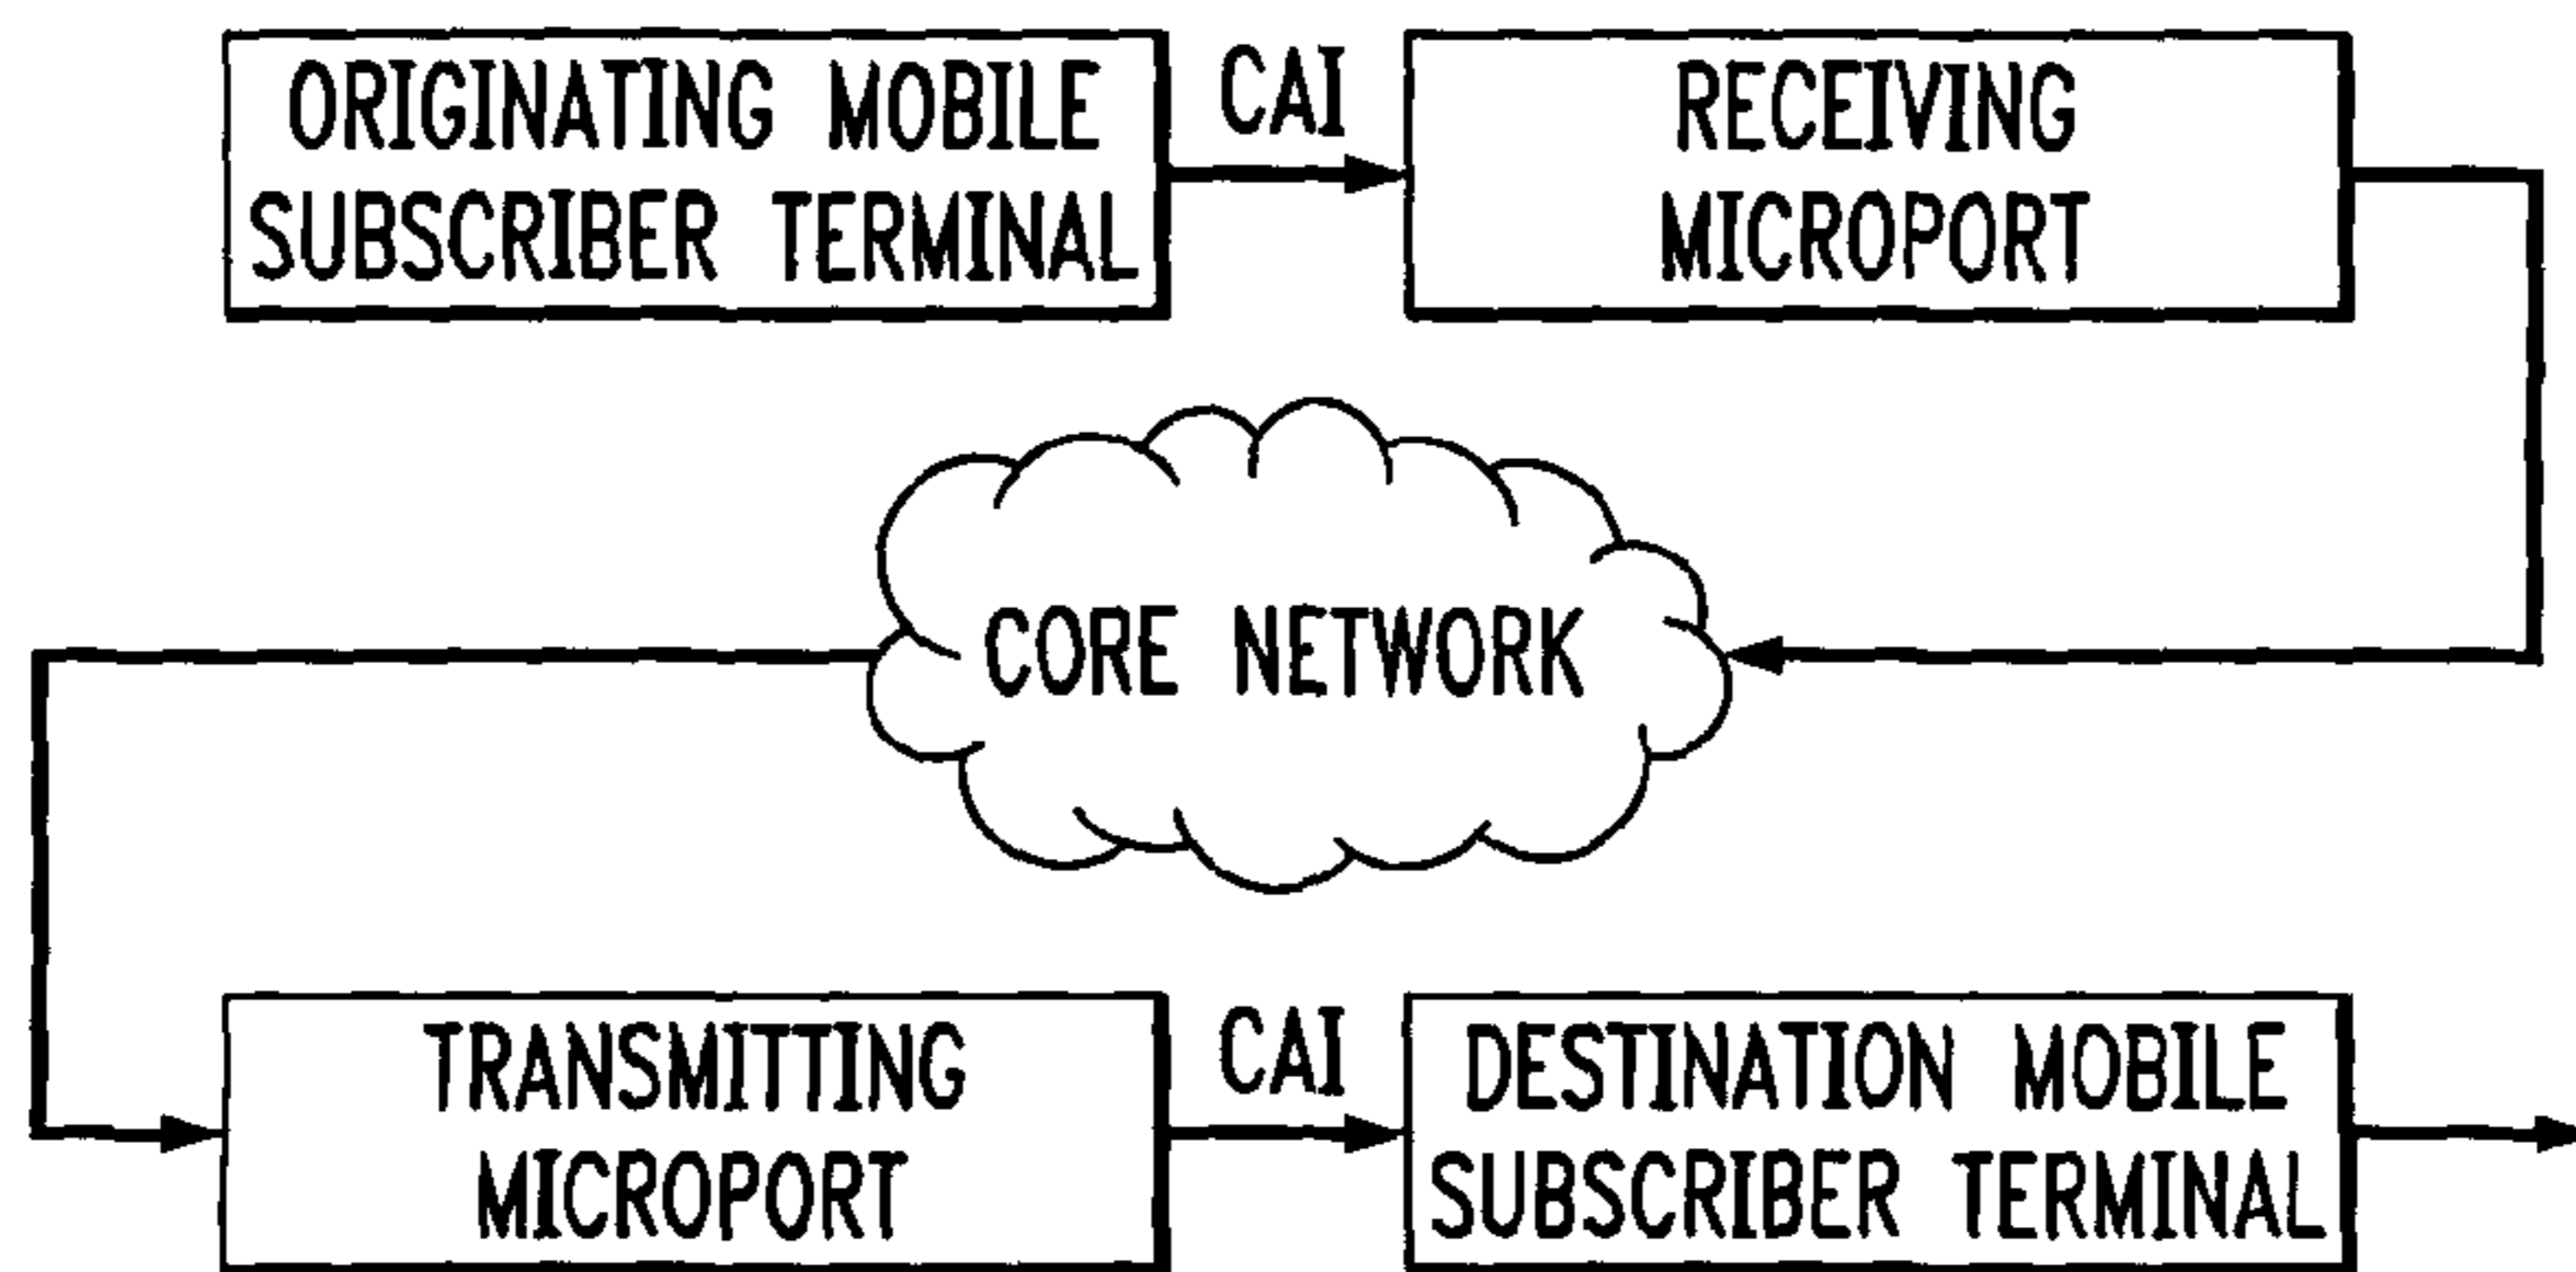 ORIGINATING MOBILE
SUBSCRIBER TERMINAL
CAI
RECEIVING
MICROPORT
CORE NETWORK
TRANSMITTING
MICROPORT
CAI
DESTINATION MOBILE
SUBSCRIBER TERMINAL